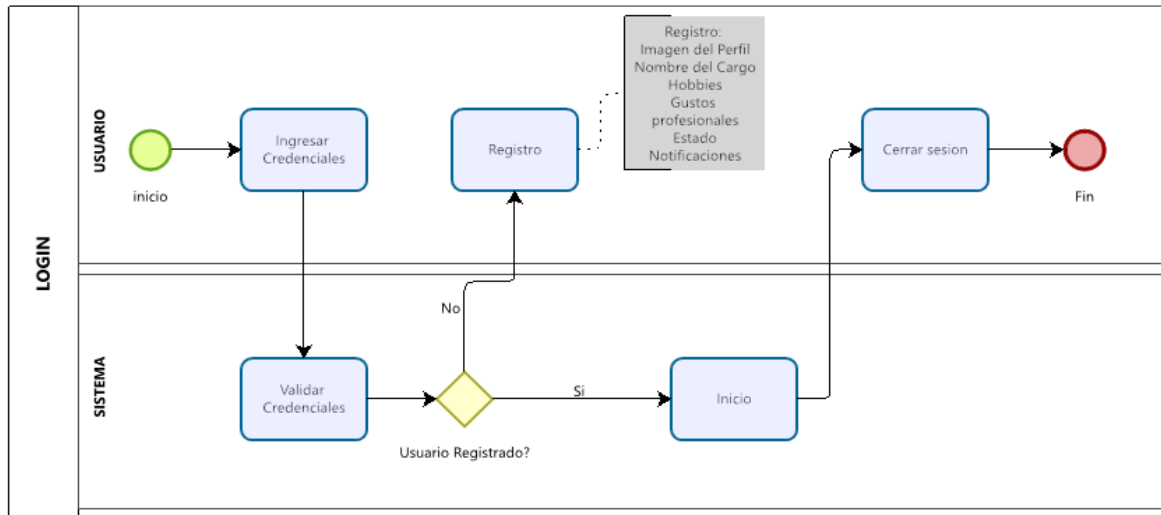 LOGIN
USUARIO
inicio
Ingresar
Credenciales
Registro
Registro:
Imagen del Perfil
Nombre del Cargo
Hobbies
Gustos
profesionales
Estado
Notificaciones
Cerrar sesion
Fin
SISTEMA
Validar
Credenciales
No
Usuario Registrado?
Si
Inicio